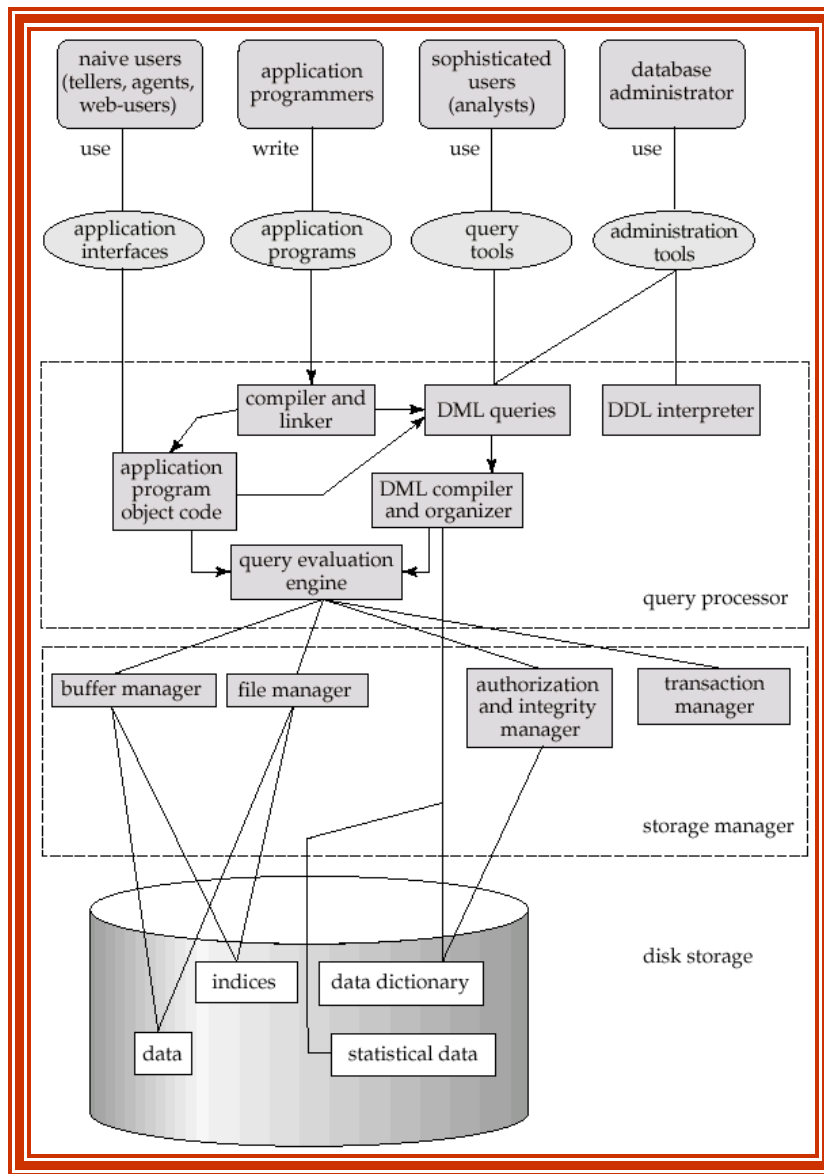 naive users
(tellers, agents,
web-users)
application
programmers
sophisticated
users
(analysts)
database
administrator
use
write
use
use
application
interfaces
application
programs
query
tools
administration
tools
compiler and
linker
DML queries
DDL interpreter
application
program
object code
DML compiler
and organizer
query evaluation
engine
query processor
buffer manager
file manager
authorization
and integrity
manager
transaction
manager
storage manager
disk storage
indices
data dictionary
data
statistical data